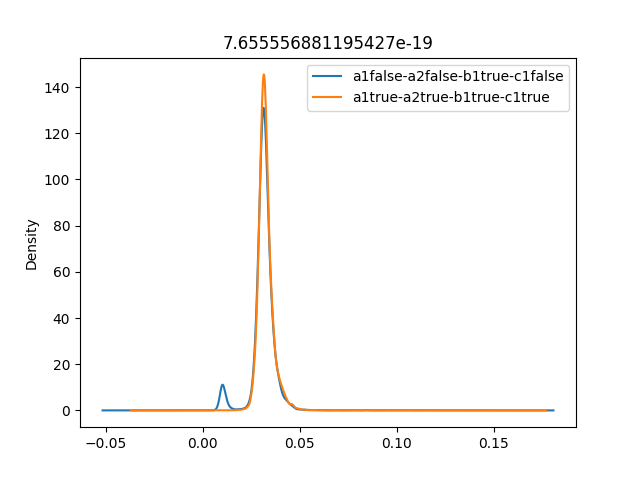 7.655556881195427e-19
a1false-a2false-b1true-c1false
a1true-a2true-b1true-c1true
Density
140
120
100
80
60
40
20
0
−0.05 0.00 0.05 0.10 0.15